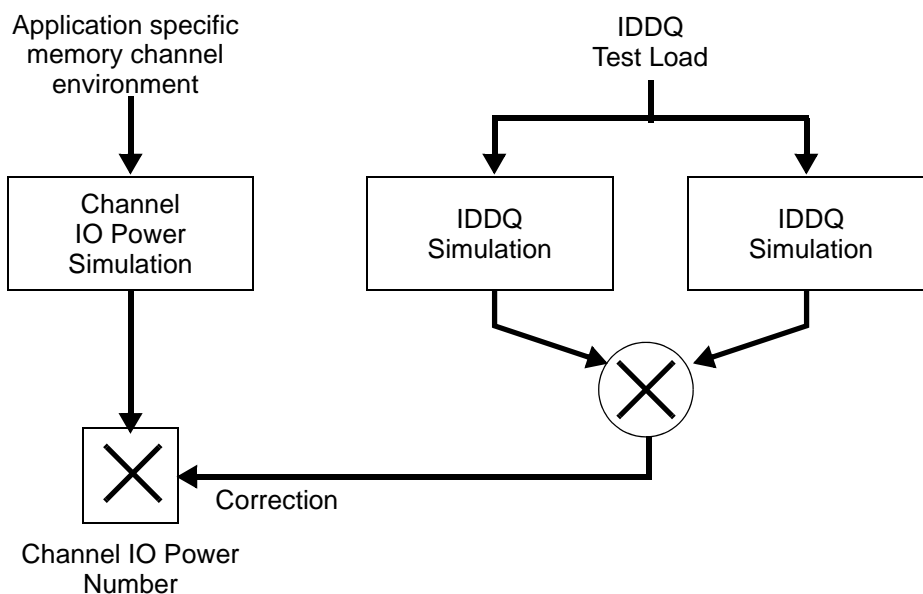 Application specific
memory channel
environment
IDDQ
Test Load
Channel
IO Power
Simulation
IDDQ
Simulation
IDDQ
Simulation
Correction
Channel IO Power
Number